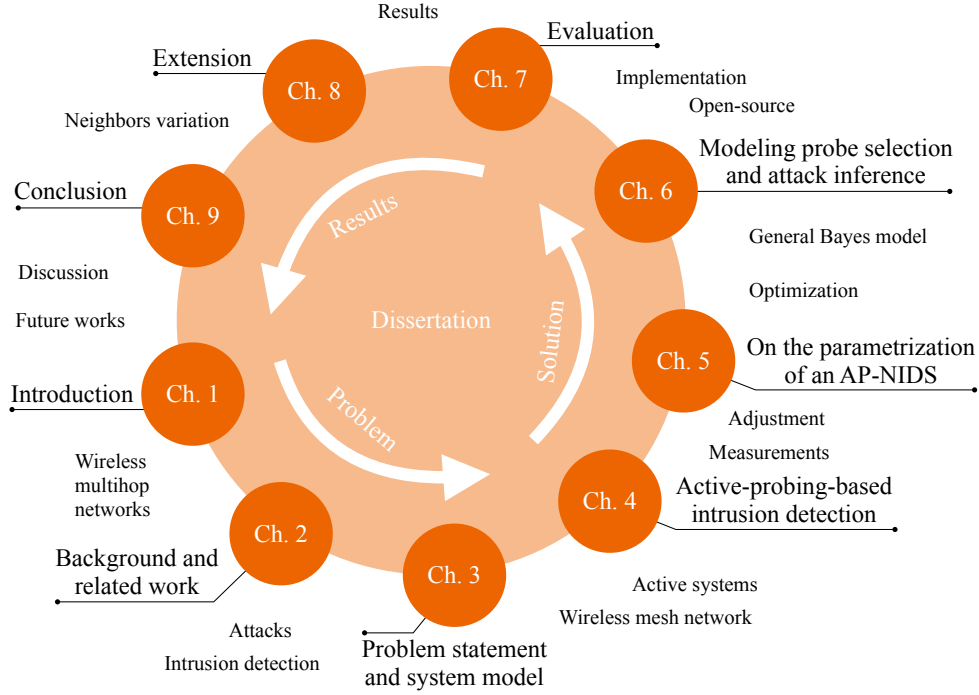 Results
Evaluation
Ch. 7
Extension
Ch. 8
Implementation
Open-source
Neighbors variation
Modeling probe selection
and attack inference
Ch. 6
Conclusion
Ch. 9
Results
General Bayes model
Discussion
Optimization
Future works
Dissertation
Solution
Ch. 5
On the parametrization
of an AP-NIDS
Introduction
Ch. 1
Problem
Adjustment
Measurements
Wireless
multihop
networks
Ch. 4
Active-probing-based
intrusion detection
Ch. 2
Background and
related work
Ch. 3
Active systems
Wireless mesh network
Attacks
Intrusion detection
Problem statement
and system model